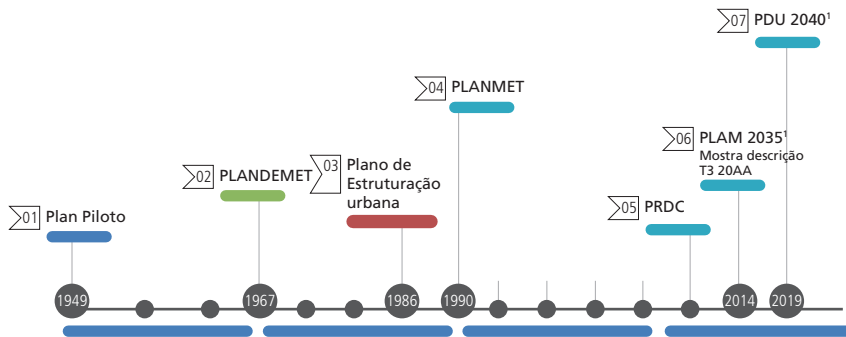 07 PDU 2040¹
04 PLANMET
06 PLAM 2035¹
Mostra descrição
T3 20AA
03 Plano de
Estruturação
urbana
02 PLANDEMET
05 PRDC
01 Plan Piloto
1949
1967
1986
1990
2014
2019